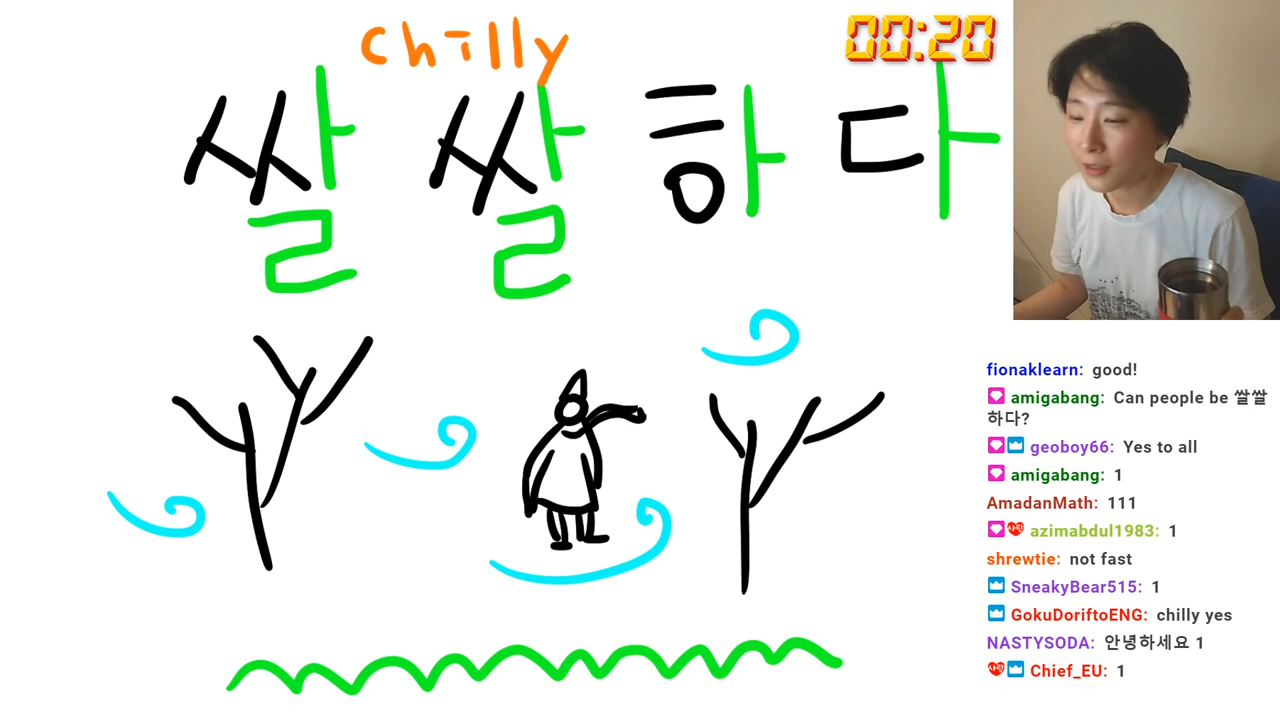 chilly
쌀쌀하다
00:20
fionaklearn: good!
amigabang: Can people be 쌀쌀
하다?
geoboy66: Yes to all
amigabang: 1
AmadanMath: 111
azimabdul1983: 1
shrewtie: not fast
SneakyBear515: 1
GokuDoriftoENG: chilly yes
NASTYSODA: 안녕하세요 1
Chief_EU: 1